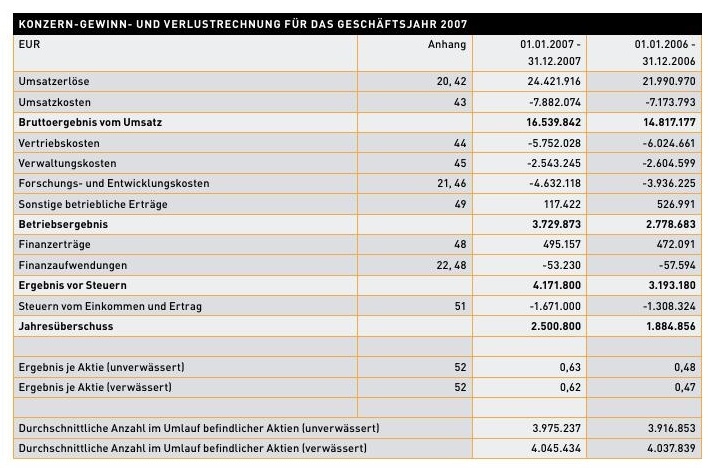 KONZERN-GEWINN- UND VERLUSTRECHNUNG FÜR DAS GESCHÄFTSJAHR 2007
EUR Anhang 01.01.2007 - 01.01.2006 -
31.12.2007 31.12.2006
Umsatzerlöse 20, 42 24.421.916 21.990.970
Umsatzkosten 43 -7.882.074 -7.173.793
Bruttoergebnis vom Umsatz 16.539.842 14.817.177
Vertriebskosten 44 -5.752.028 -6.024.661
Verwaltungskosten 45 -2.543.245 -2.604.599
Forschungs- und Entwicklungskosten 21, 46 -4.632.118 -3.936.225
Sonstige betriebliche Erträge 49 117.422 526.991
Betriebsergebnis 3.729.873 2.778.683
Finanzerträge 48 495.157 472.091
Finanzaufwendungen 22, 48 -53.230 -57.594
Ergebnis vor Steuern 4.171.800 3.193.180
Steuern vom Einkommen und Ertrag 51 -1.671.000 -1.308.324
Jahresüberschuss 2.500.800 1.884.856
Ergebnis je Aktie (unverwässert) 52 0,63 0,48
Ergebnis je Aktie (verwässert) 52 0,62 0,47
Durchschnittliche Anzahl im Umlauf befindlicher Aktien (unverwässert) 3.975.237 3.916.853
Durchschnittliche Anzahl im Umlauf befindlicher Aktien (verwässert) 4.045.434 4.037.839